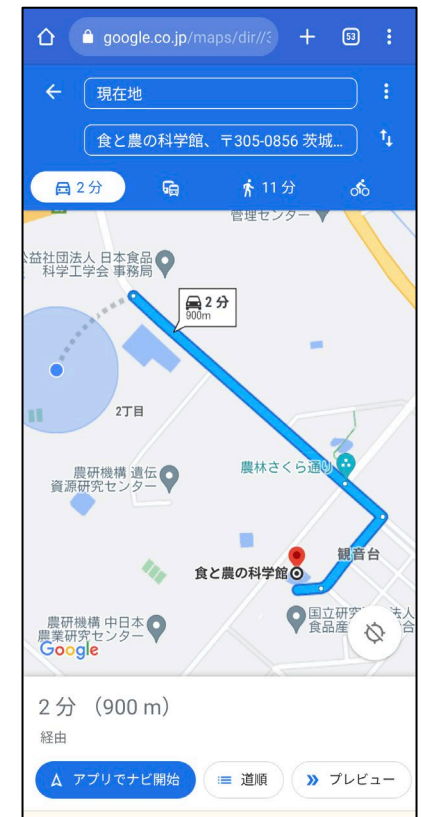 google.co.jp/maps/dir//3
53
現在地
食と農の科学館、〒305-0856 茨城...
2 分
11 分
管理センター
公益社団法人 日本食品
科学工学会 事務局
2 分
900m
2丁目
農林さくら通り
農研機構 遺伝
資源研究センター
観音台
食と農の科学館
農研機構 中日本
農業研究センター
国立研究
法人
食品産
合
Google
2 分 （900 m）
経由
アプリでナビ開始
道順
プレビュー